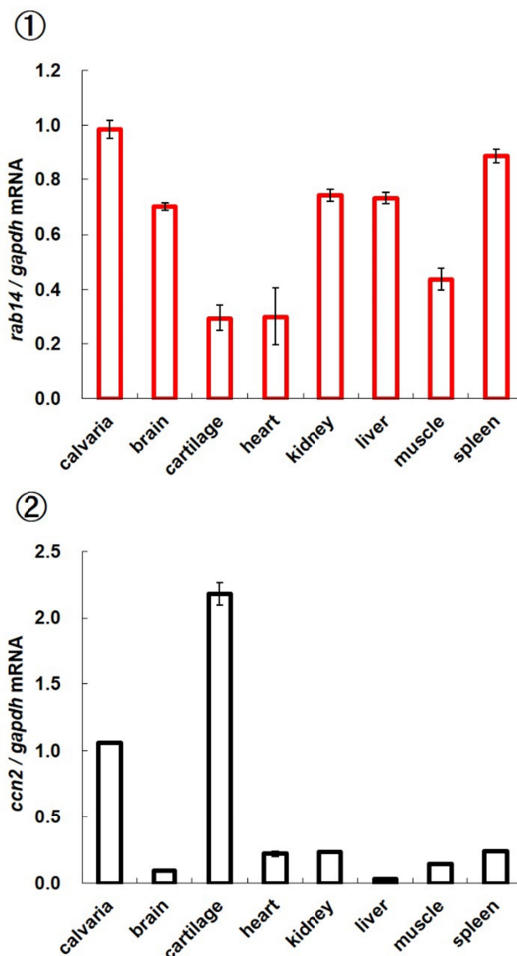 ①
1.2
1.0
0.8
0.6
0.4
0.2
0.0
rab14 / gapdh mRNA
calvaria
brain
cartilage
heart
kidney
liver
muscle
spleen
②
2.5
2.0
1.5
1.0
0.5
0.0
ccn2 / gapdh mRNA
calvaria
brain
cartilage
heart
kidney
liver
muscle
spleen